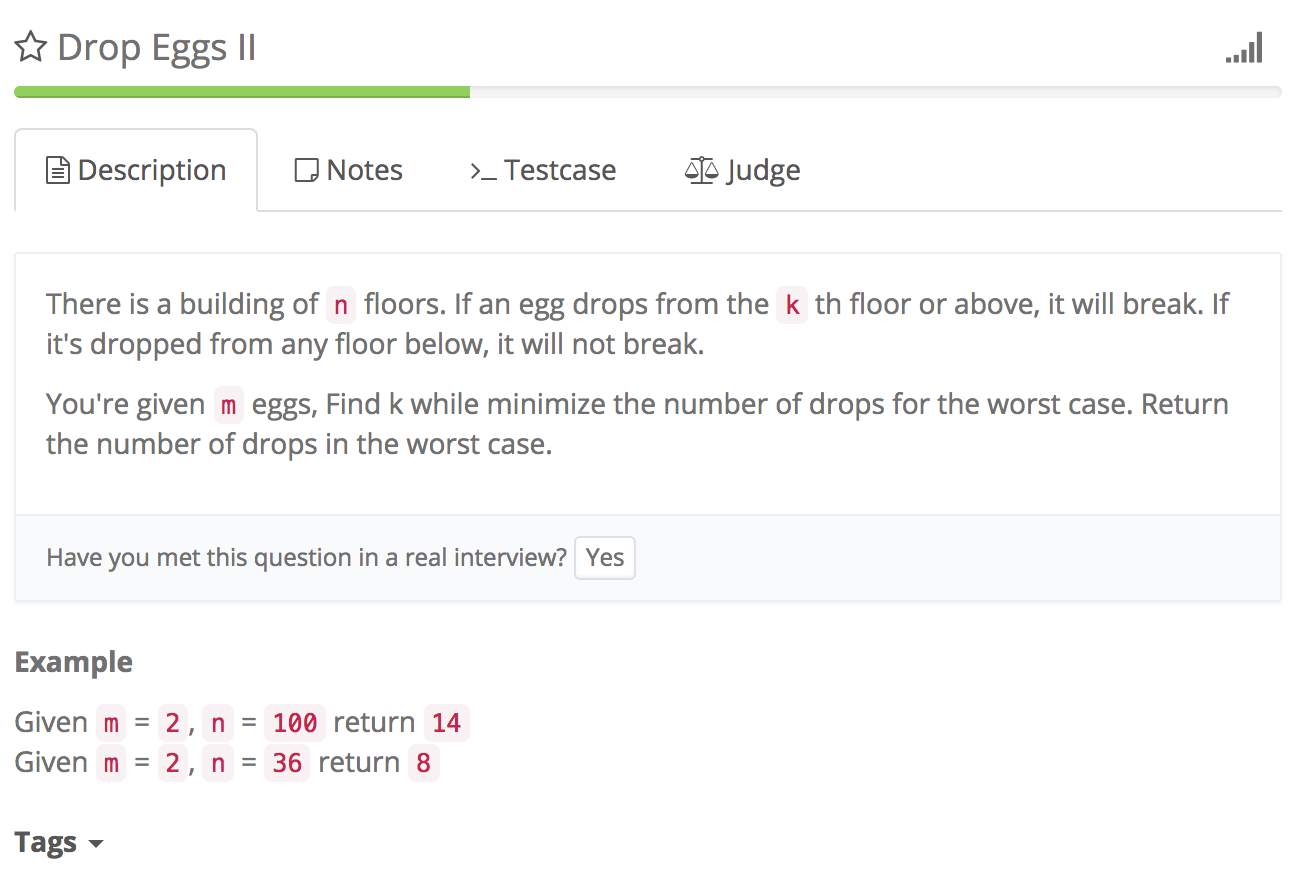 Drop Eggs II
Description Notes >_ Testcase Judge
There is a building of n floors. If an egg drops from the k th floor or above, it will break. If
it's dropped from any floor below, it will not break.
You're given m eggs, Find k while minimize the number of drops for the worst case. Return
the number of drops in the worst case.
Have you met this question in a real interview? Yes
Example
Given m = 2, n = 100 return 14
Given m = 2, n = 36 return 8
Tags